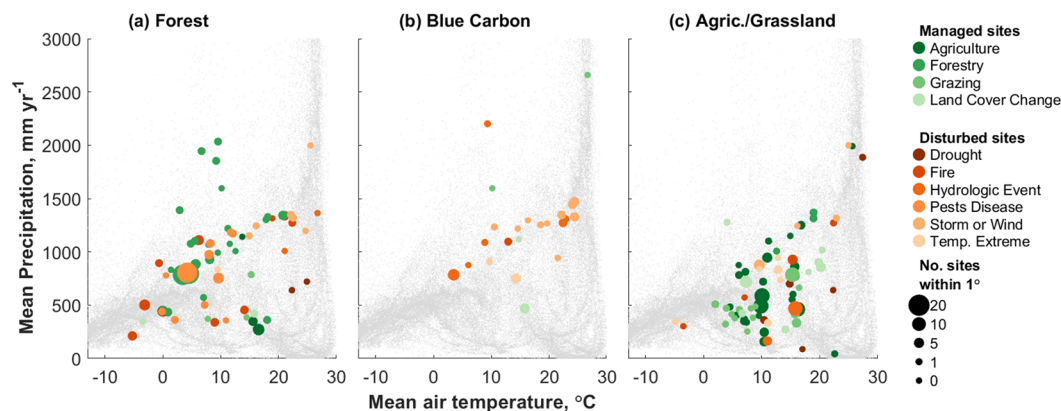 (a) Forest
(b) Blue Carbon
(c) Agric./Grassland
Mean Precipitation, mm yr-1
3000
2500
2000
1500
1000
500
0
-10 0 10 20 30
-10 0 10 20 30
-10 0 10 20 30
Mean air temperature, °C
Managed sites
Agriculture
Forestry
Grazing
Land Cover Change
Disturbed sites
Drought
Fire
Hydrologic Event
Pests Disease
Storm or Wind
Temp. Extreme
No. sites
within 1°
20
10
5
1
0